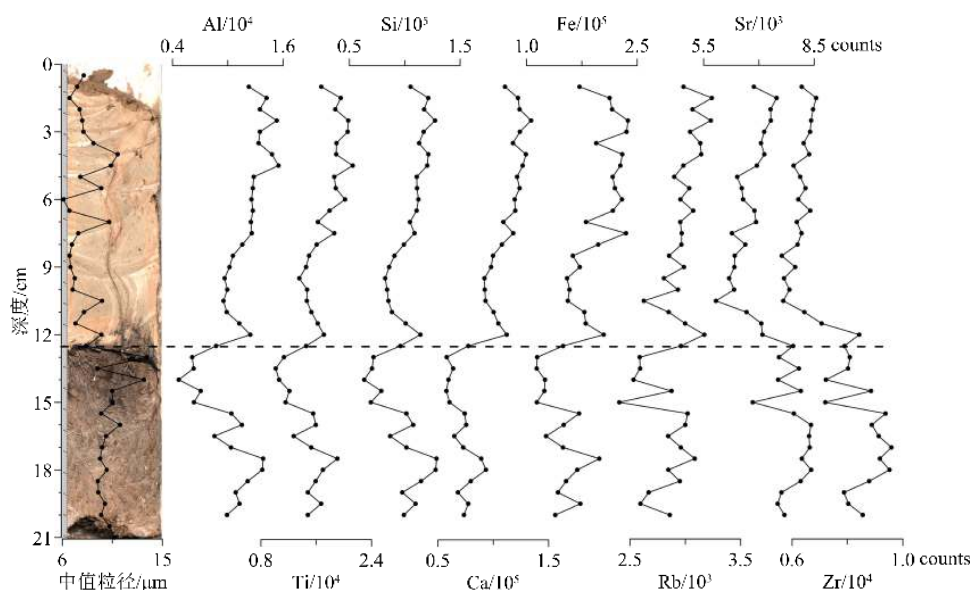 Al/10⁴ Si/10⁵ Fe/10⁵ Sr/10³
0.4 1.6 0.5 1.5 1.0 2.5 5.5 8.5 counts
深度/cm
0
3
6
9
12
15
18
21
6 15 0.8 2.4 0.5 1.5 2.5 3.5 0.6 1.0 counts
中值粒径/μm Ti/10⁴ Ca/10⁵ Rb/10³ Zr/10⁴